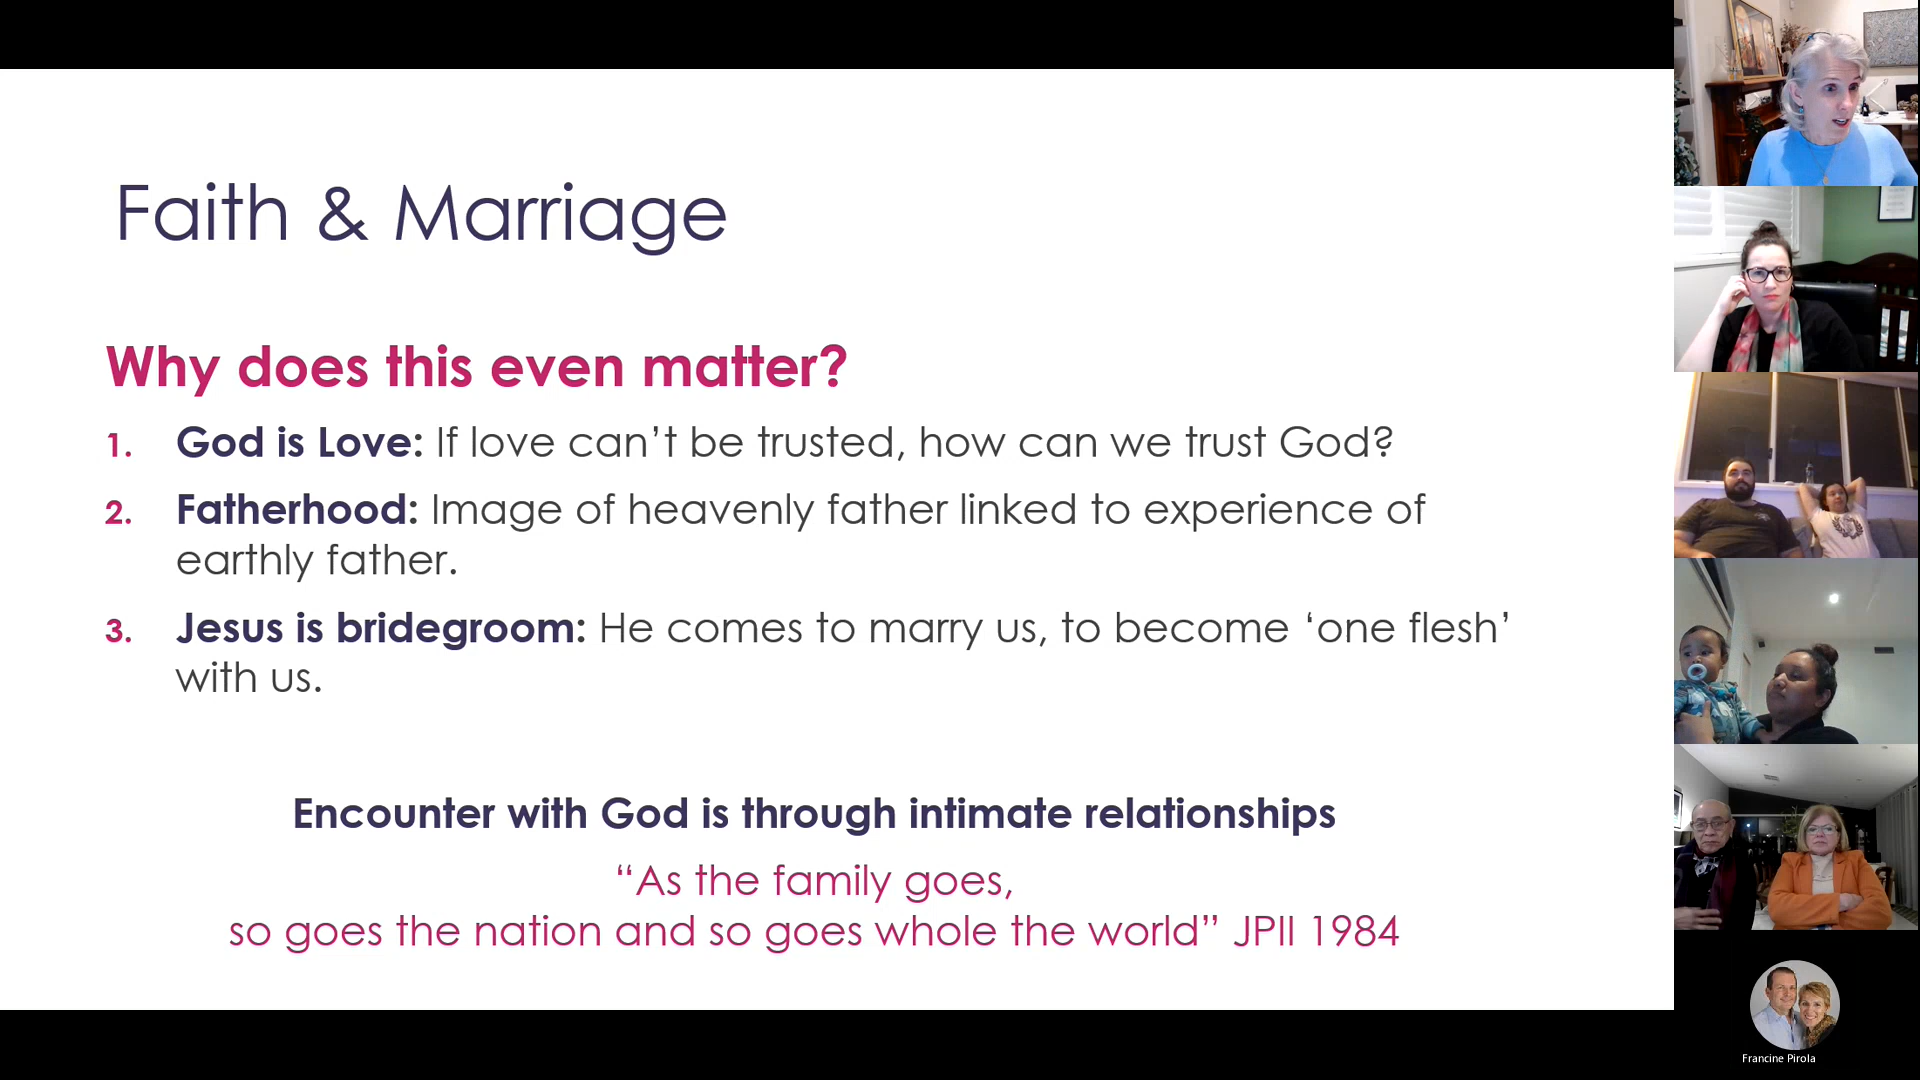 Faith & Marriage
Why does this even matter?
1. God is Love: If love can’t be trusted, how can we trust God?
2. Fatherhood: Image of heavenly father linked to experience of
earthly father.
3. Jesus is bridegroom: He comes to marry us, to become ‘one flesh’
with us.
Encounter with God is through intimate relationships
“As the family goes,
so goes the nation and so goes whole the world” JPII 1984
Francine Pirola